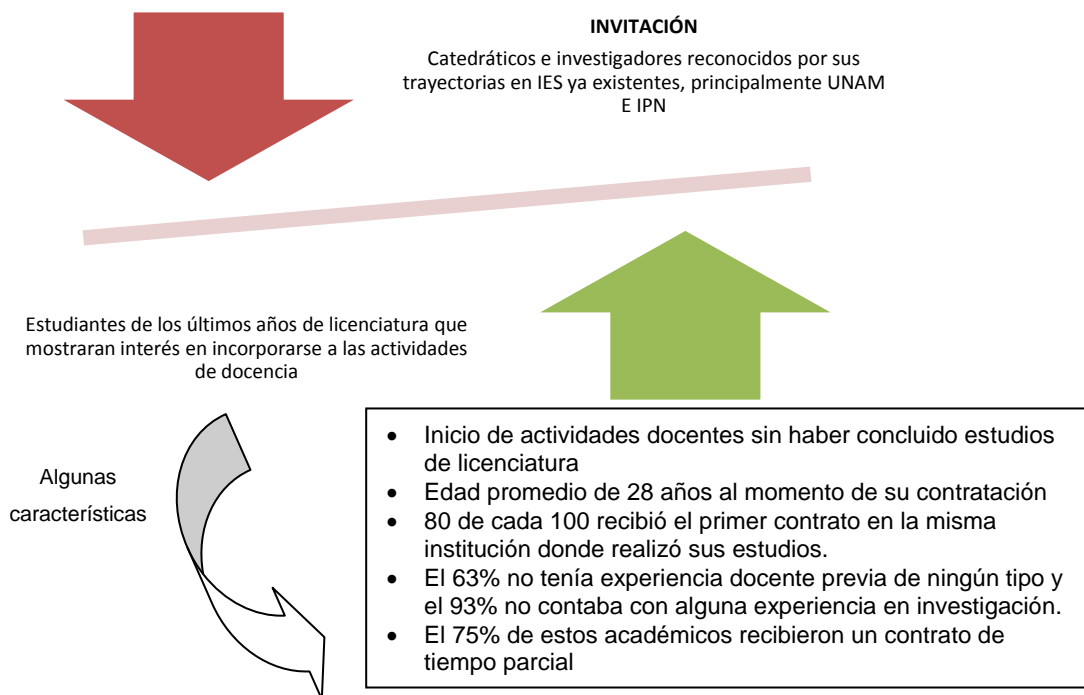 INVITACIÓN
Catedráticos e investigadores reconocidos por sus
trayectorias en IES ya existentes, principalmente UNAM
E IPN
Estudiantes de los últimos años de licenciatura que
mostraran interés en incorporarse a las actividades
de docencia
Algunas
características
• Inicio de actividades docentes sin haber concluido estudios
de licenciatura
• Edad promedio de 28 años al momento de su contratación
• 80 de cada 100 recibió el primer contrato en la misma
institución donde realizó sus estudios.
• El 63% no tenía experiencia docente previa de ningún tipo y
el 93% no contaba con alguna experiencia en investigación.
• El 75% de estos académicos recibieron un contrato de
tiempo parcial